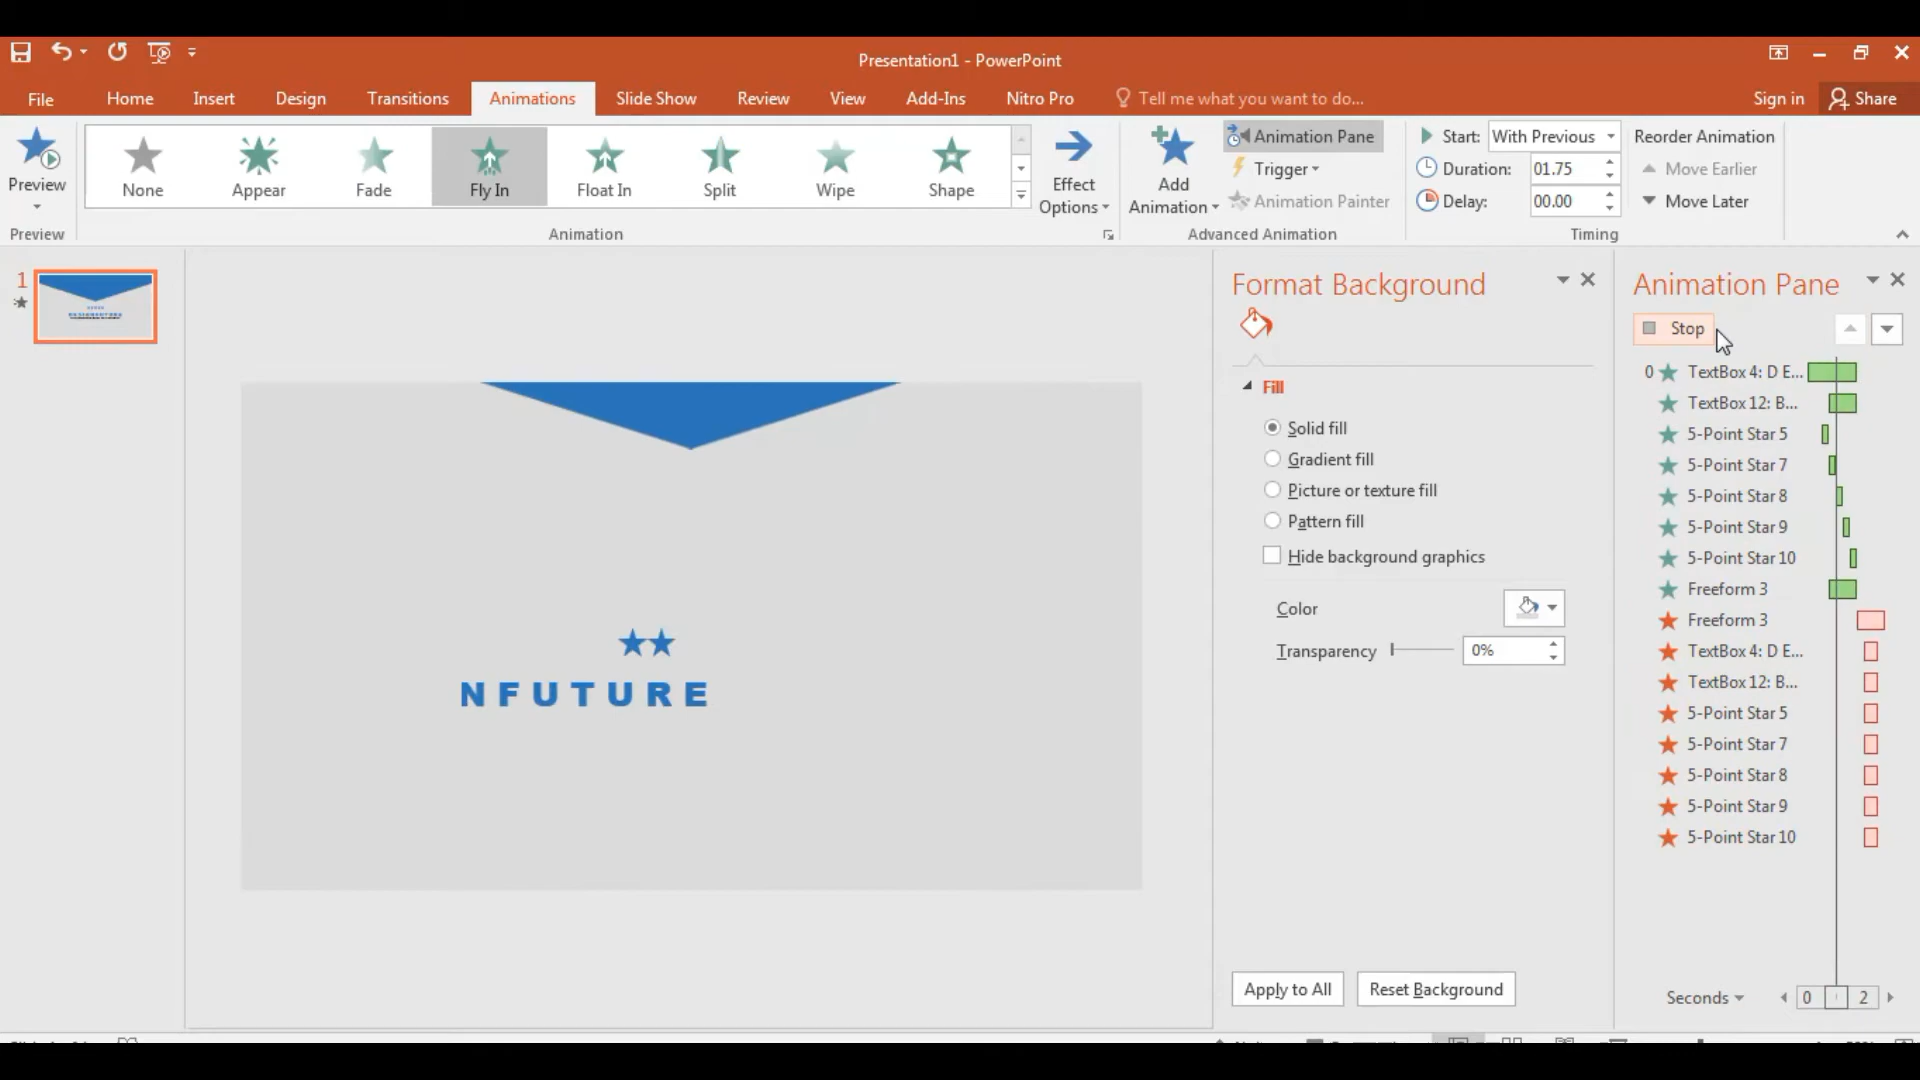 Presentation1 - PowerPoint
File Home Insert Design Transitions Animations Slide Show Review View Add-Ins Nitro Pro Tell me what you want to do... Sign in Share
Preview
None Appear Fade Fly In Float In Split Wipe Shape
Effect
Options
Add
Animation
Animation Pane
Trigger
Animation Painter
Start: With Previous
Duration: 01.75
Delay: 00.00
Reorder Animation
Move Earlier
Move Later
Preview Animation Advanced Animation Timing
1
NFUTURE
Format Background
Fill
Solid fill
Gradient fill
Picture or texture fill
Pattern fill
Hide background graphics
Color
Transparency 0%
Apply to All Reset Background
Animation Pane
Stop
0 TextBox 4: D E...
TextBox 12: B...
5-Point Star 5
5-Point Star 7
5-Point Star 8
5-Point Star 9
5-Point Star 10
Freeform 3
Freeform 3
TextBox 4: D E...
TextBox 12: B...
5-Point Star 5
5-Point Star 7
5-Point Star 8
5-Point Star 9
5-Point Star 10
Seconds 0 2